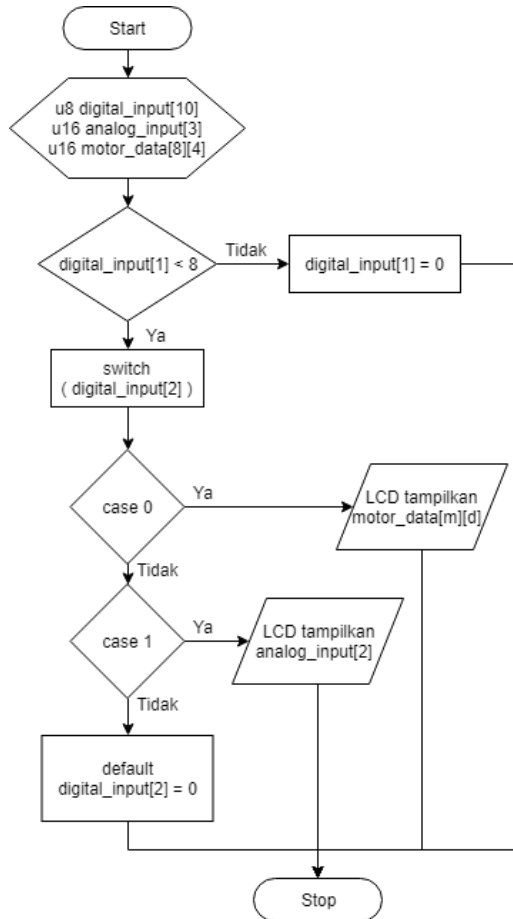 Start
u8 digital_input[10]
u16 analog_input[3]
u16 motor_data[8][4]
digital_input[1] < 8
Tidak
digital_input[1] = 0
Ya
switch
( digital_input[2] )
case 0
Ya
LCD tampilkan
motor_data[m][d]
Tidak
case 1
Ya
LCD tampilkan
analog_input[2]
Tidak
default
digital_input[2] = 0
Stop